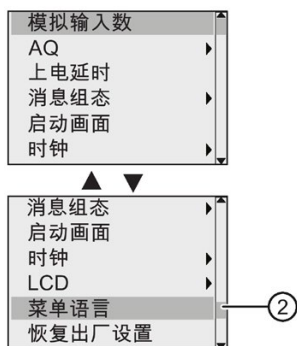 模拟输入数
AQ
上电延时
消息组态
启动画面
时钟
消息组态
启动画面
时钟
LCD
菜单语言
②
恢复出厂设置